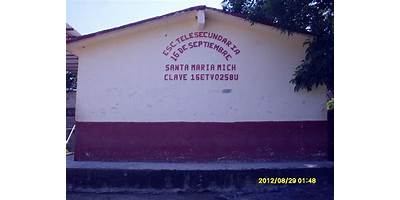 ESC. TELESECUNDARIA
16 DE SEPTIEMBRE
SANTA MARIA MICH
CLAVE 16ETV0258U
2012/08/29 01:48